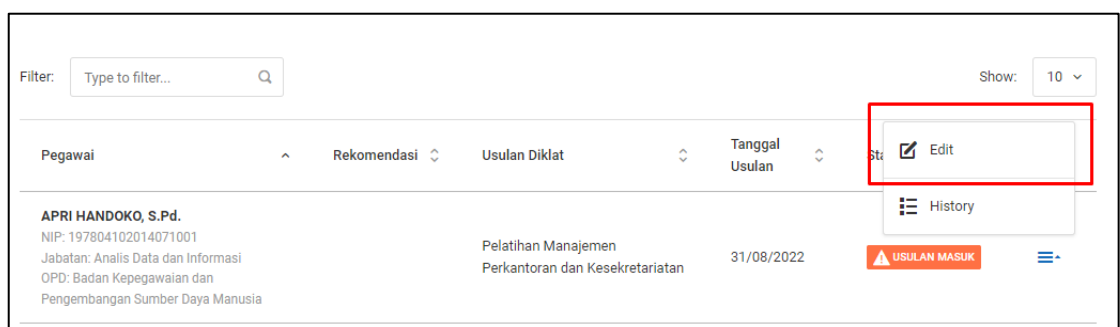 Filter:
Type to filter...
Show:
10
Pegawai
Rekomendasi
Usulan Diklat
Tanggal
Usulan
Edit
History
APRI HANDOKO, S.Pd.
NIP: 197804102014071001
Jabatan: Analis Data dan Informasi
OPD: Badan Kepegawaian dan
Pengembangan Sumber Daya Manusia
Pelatihan Manajemen
Perkantoran dan Kesekretariatan
31/08/2022
USULAN MASUK